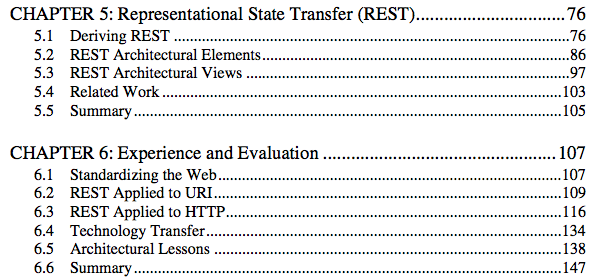 CHAPTER 5: Representational State Transfer (REST)..............................76
5.1 Deriving REST ..............................76
5.2 REST Architectural Elements..............................86
5.3 REST Architectural Views ..............................97
5.4 Related Work ..............................103
5.5 Summary..............................105
CHAPTER 6: Experience and Evaluation ..............................107
6.1 Standardizing the Web..............................107
6.2 REST Applied to URI..............................109
6.3 REST Applied to HTTP..............................116
6.4 Technology Transfer..............................134
6.5 Architectural Lessons ..............................138
6.6 Summary..............................147